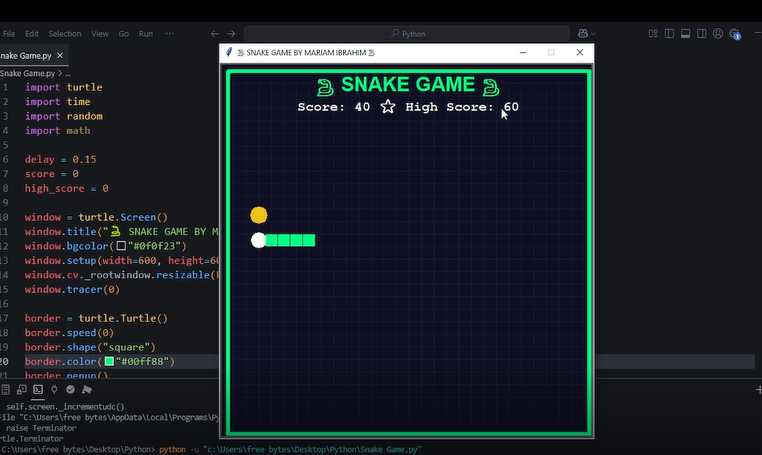 File Edit Selection View Go Run ... Python
Snake Game.py
Snake Game.py > ...
🐍 SNAKE GAME BY MARIAM IBRAHIM 🐍
🐍 SNAKE GAME 🐍
Score: 40 ☆ High Score: 60
1 import turtle
2 import time
3 import random
4 import math
5
6 delay = 0.15
7 score = 0
8 high_score = 0
9
10 window = turtle.Screen()
11 window.title("🐍 SNAKE GAME BY M
12 window.bgcolor("#0f0f23")
13 window.setup(width=600, height=60
14 window.cv._rootwindow.resizable(
15 window.tracer(0)
16
17 border = turtle.Turtle()
18 border.speed(0)
19 border.shape("square")
20 border.color("#00ff88")
21 border.penup()
self.screen._incrementudc()
File "C:\Users\free bytes\AppData\Local\Programs\Py
raise Terminator
rtle.Terminator
C:\Users\free bytes\Desktop\Python> python -u "c:\Users\free bytes\Desktop\Python\Snake Game.py"